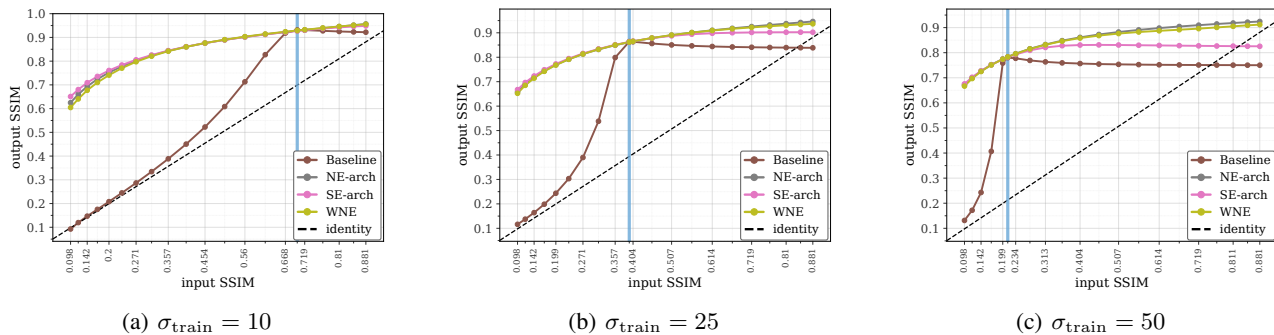 1.0
0.9
0.8
0.7
0.6
0.5
0.4
0.3
0.2
0.1
output SSIM
Baseline
NE-arch
SE-arch
WNE
identity
0.098
0.142
0.2
0.271
0.357
0.454
0.56
0.668
0.719
0.81
0.881
input SSIM
(a) σtrain = 10
0.9
0.8
0.7
0.6
0.5
0.4
0.3
0.2
0.1
output SSIM
Baseline
NE-arch
SE-arch
WNE
identity
0.098
0.142
0.199
0.271
0.357
0.404
0.507
0.614
0.719
0.81
0.881
input SSIM
(b) σtrain = 25
0.9
0.8
0.7
0.6
0.5
0.4
0.3
0.2
0.1
output SSIM
Baseline
NE-arch
SE-arch
WNE
identity
0.098
0.142
0.199
0.234
0.313
0.404
0.507
0.614
0.719
0.811
0.881
input SSIM
(c) σtrain = 50